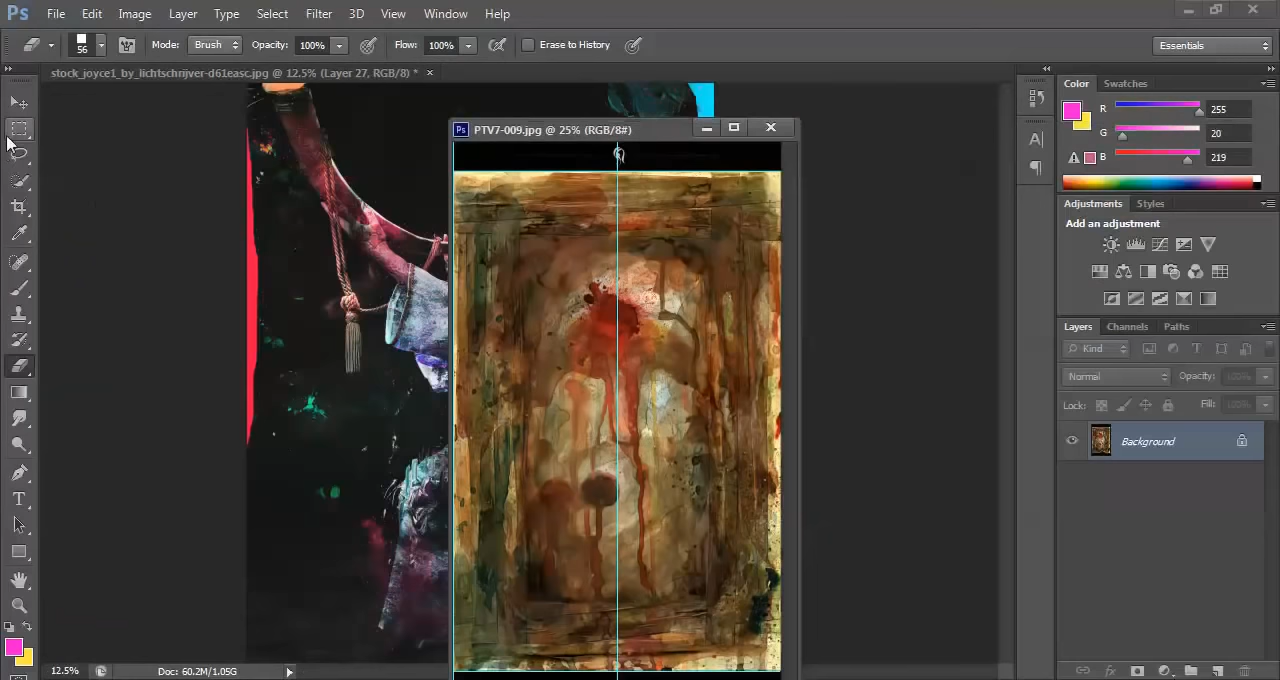 Ps File Edit Image Layer Type Select Filter 3D View Window Help
56 Mode: Brush Opacity: 100% Flow: 100% Erase to History Essentials
stock_joyce1_by_lichtschrijver-d61easc.jpg @ 12.5% (Layer 27, RGB/8) * ×
Color Swatches
R 255
G 20
B 219
Ps PTV7-009.jpg @ 25% (RGB/8#)
Adjustments Styles
Add an adjustment
Layers Channels Paths
Kind
Normal Opacity: 100%
Lock: Fill: 100%
Background
12.5% Doc: 60.2M/1.05G